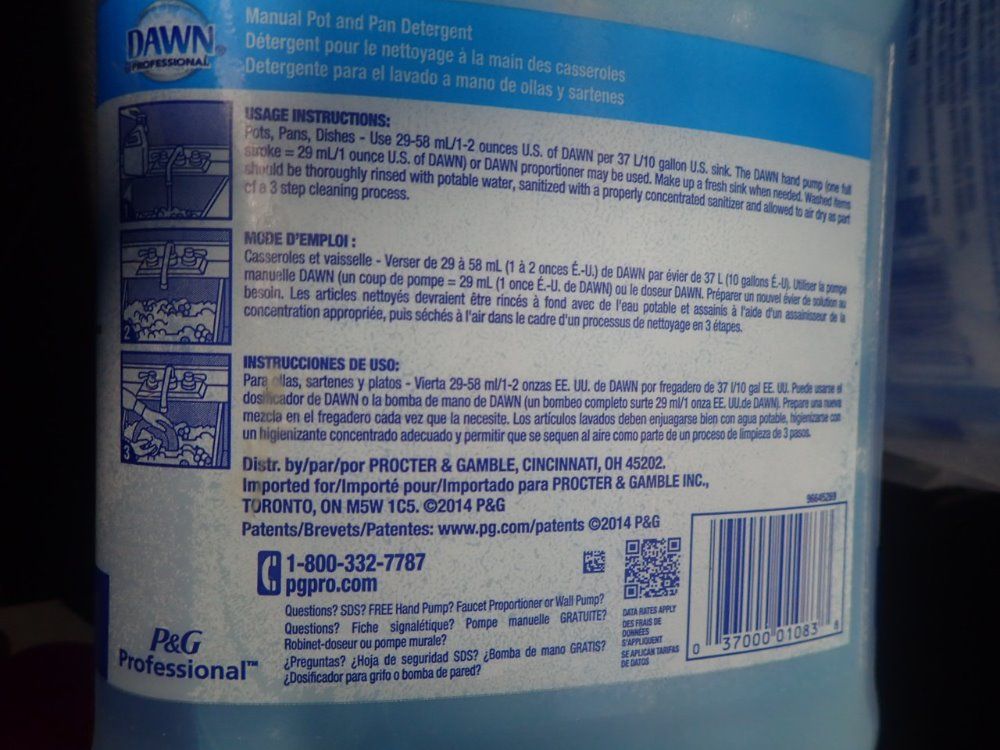 DAWN
PROFESSIONAL
Manual Pot and Pan Detergent
Détergent pour le nettoyage à la main des casseroles
Detergente para el lavado a mano de ollas y sartenes
USAGE INSTRUCTIONS:
Pots, Pans, Dishes - Use 29-58 mL/1-2 ounces U.S. of DAWN per 37 L/10 gallon U.S. sink. The DAWN hand pump (one full
stroke = 29 mL/1 ounce U.S. of DAWN) or DAWN proportioner may be used. Make up a fresh sink when needed. Washed items
should be thoroughly rinsed with potable water, sanitized with a properly concentrated sanitizer and allowed to air dry as part
of a 3 step cleaning process.
MODE D'EMPLOI :
Casseroles et vaisselle - Verser de 29 à 58 mL (1 à 2 onces É.-U.) de DAWN par évier de 37 L (10 gallons É.-U). Utiliser la pompe
manuelle DAWN (un coup de pompe = 29 mL (1 once É.-U. de DAWN) ou le doseur DAWN. Préparer un nouvel évier de solution au
besoin. Les articles nettoyés devraient être rincés à fond avec de l'eau potable et assainis à l'aide d'un assainisseur de la
concentration appropriée, puis séchés à l'air dans le cadre d'un processus de nettoyage en 3 étapes.
2
INSTRUCCIONES DE USO:
Para ollas, sartenes y platos - Vierta 29-58 ml/1-2 onzas EE. UU. de DAWN por fregadero de 37 l/10 gal EE. UU. Puede usarse el
dosificador de DAWN o la bomba de mano de DAWN (un bombeo completo surte 29 ml/1 onza EE. UU.de DAWN). Prepare una nueva
mezcla en el fregadero cada vez que la necesite. Los artículos lavados deben enjuagarse bien con agua potable, higienizarse con
un higienizante concentrado adecuado y permitir que se sequen al aire como parte de un proceso de limpieza de 3 pasos.
3
Distr. by/par/por PROCTER & GAMBLE, CINCINNATI, OH 45202.
Imported for/Importé pour/Importado para PROCTER & GAMBLE INC.,
TORONTO, ON M5W 1C5. ©2014 P&G
Patents/Brevets/Patentes: www.pg.com/patents ©2014 P&G
96645269
1-800-332-7787
pgpro.com
Questions? SDS? FREE Hand Pump? Faucet Proportioner or Wall Pump?
Questions? Fiche signalétique? Pompe manuelle GRATUITE?
Robinet-doseur ou pompe murale?
¿Preguntas? ¿Hoja de seguridad SDS? ¿Bomba de mano GRATIS?
¿Dosificador para grifo o bomba de pared?
DATA RATES APPLY
DES FRAIS DE
DONNÉES
S'APPLIQUENT
SE APLICAN TARIFAS
DE DATOS
0 37000 01083 8
P&G
Professional™